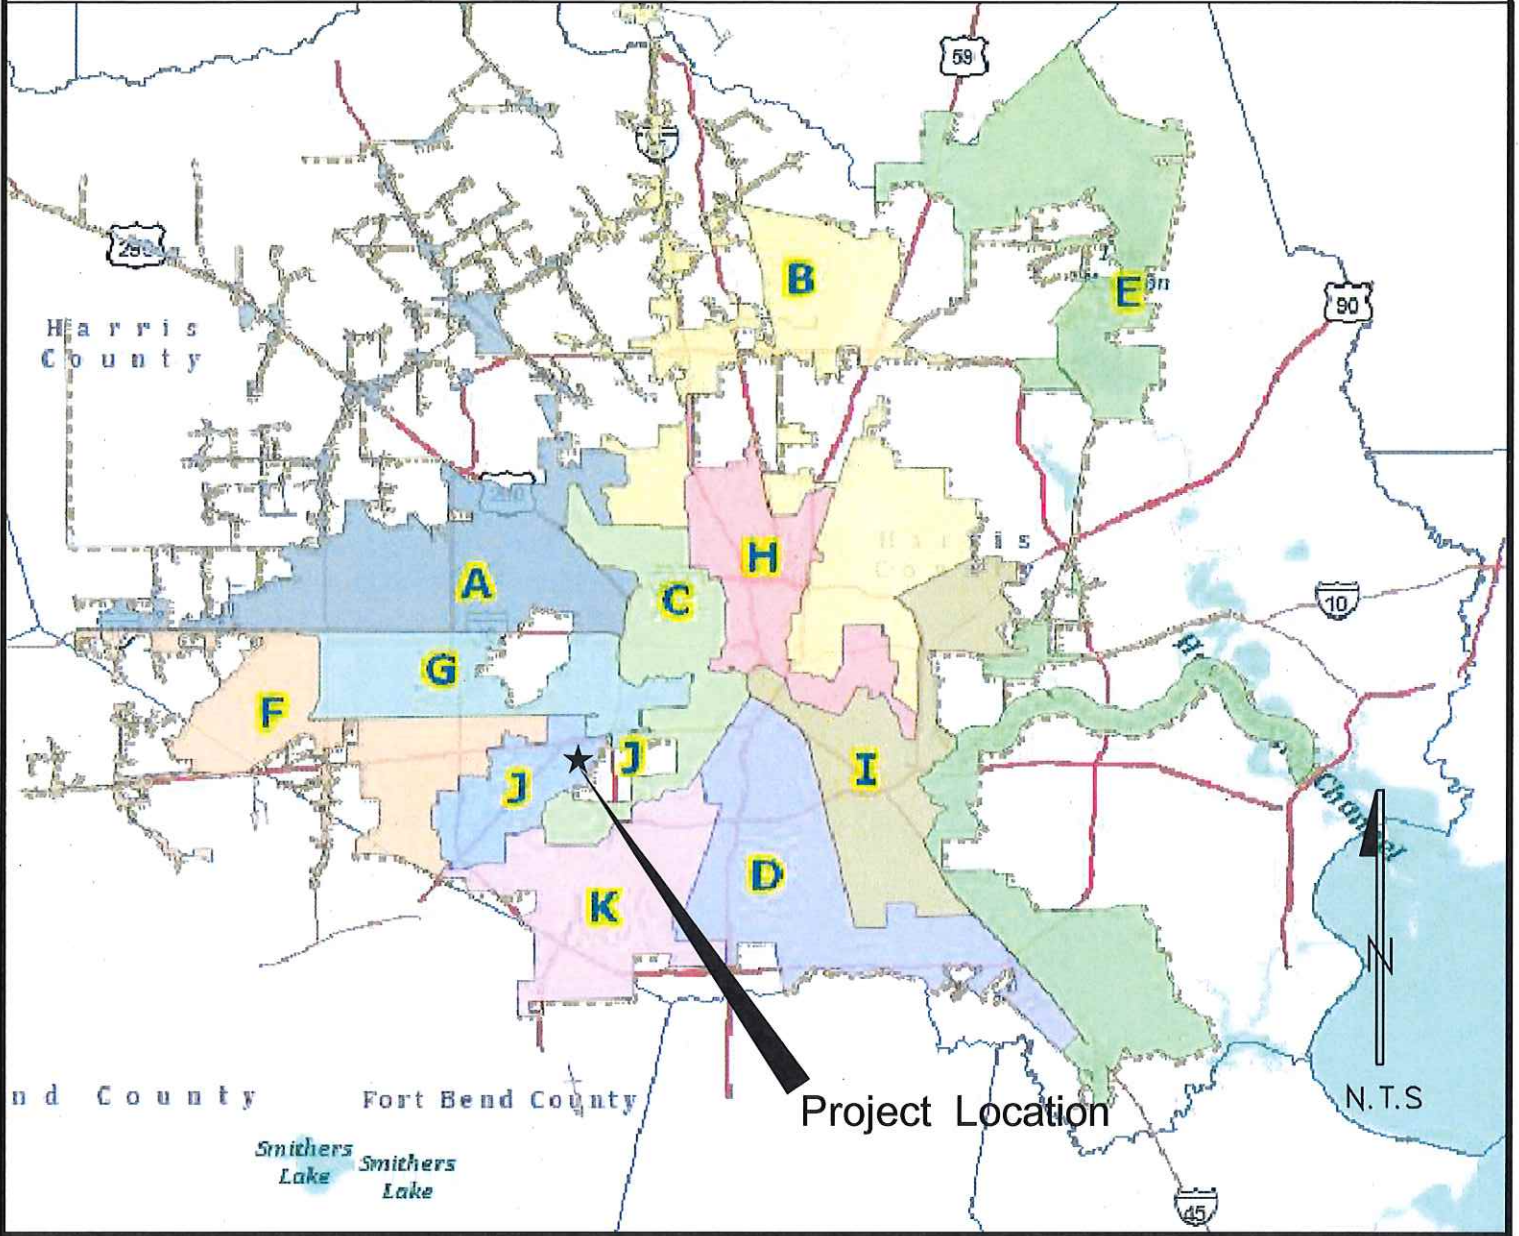 59
290
B
E
on
90
Harris
County
290
Harris
County
A
H
C
10
G
F
H
J
J
I
Channel
D
K
N
N.T.S
nd County
Fort Bend County
Project Location
Smithers
Lake
Smithers
Lake
45